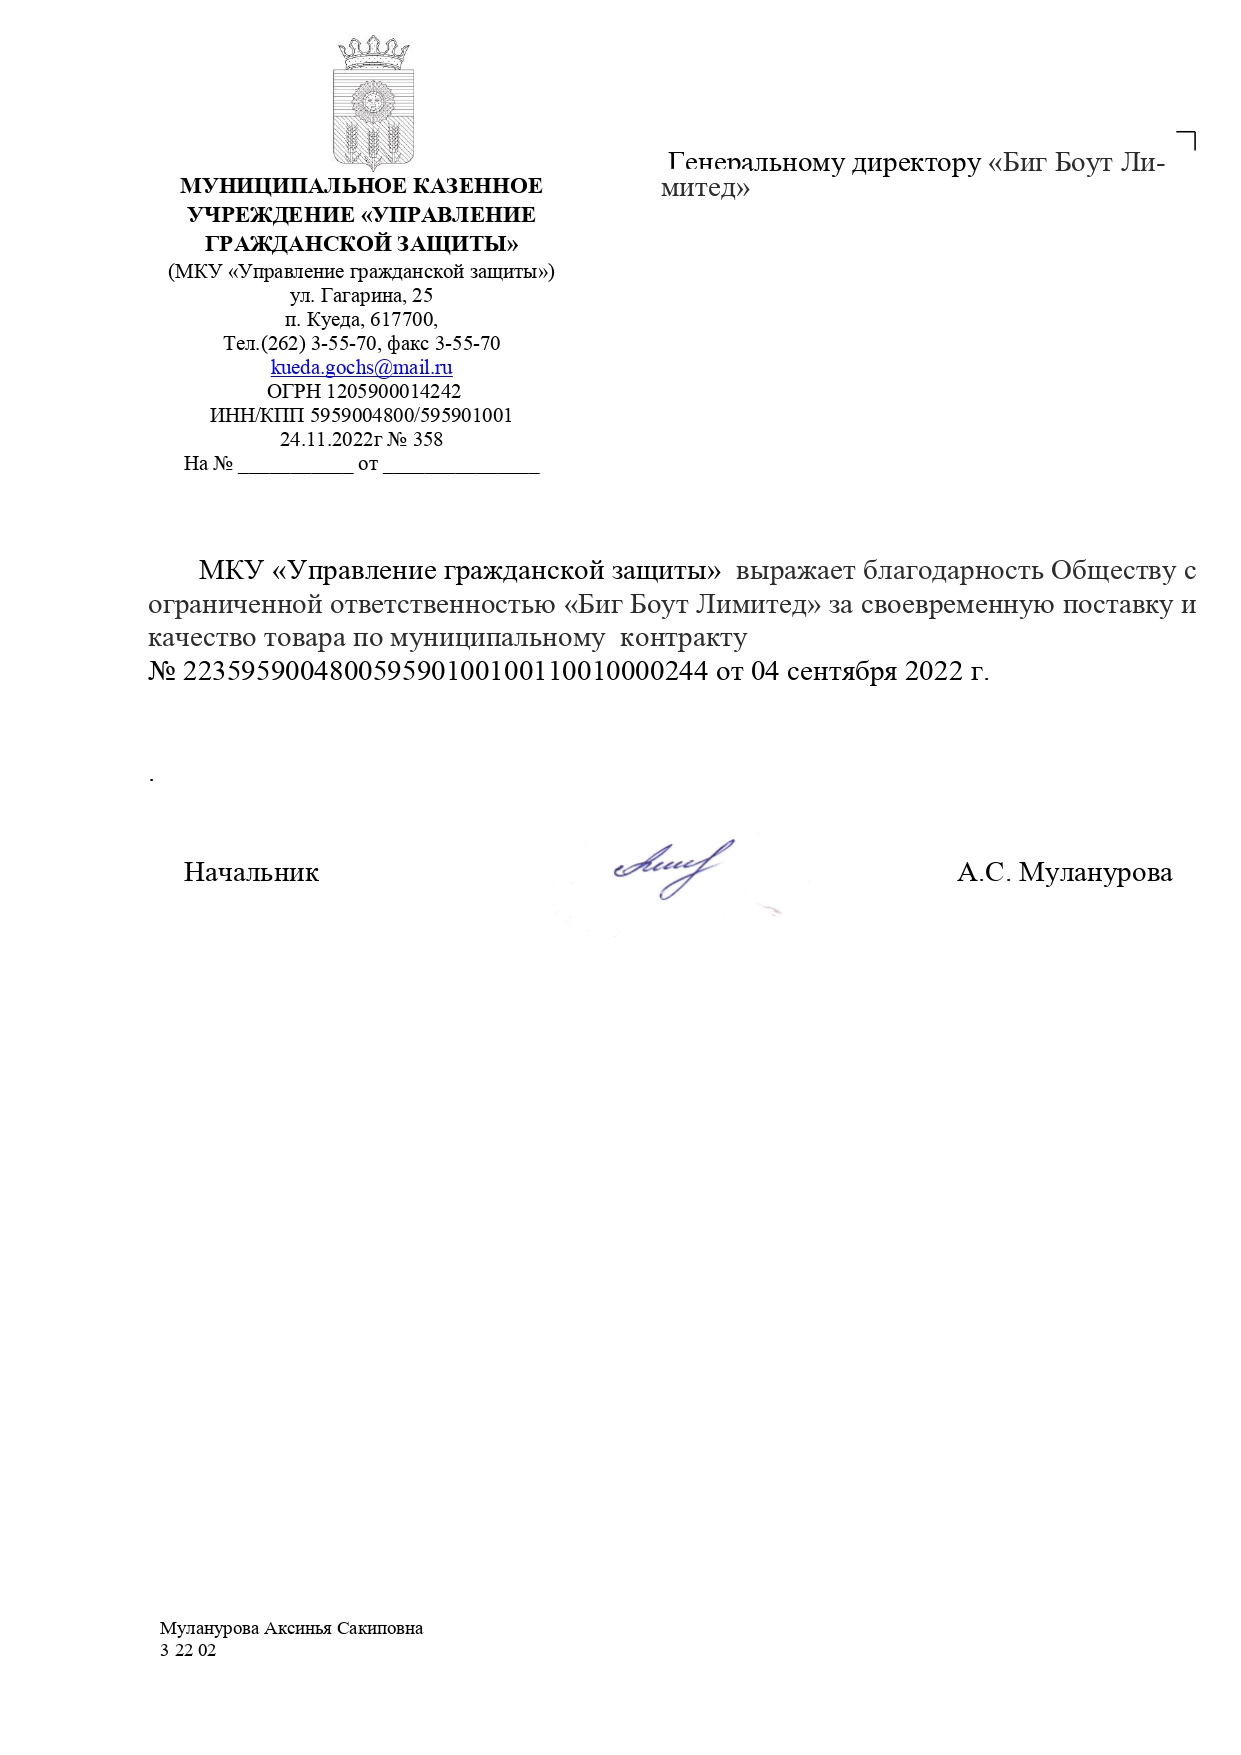 МУНИЦИПАЛЬНОЕ КАЗЕННОЕ
УЧРЕЖДЕНИЕ «УПРАВЛЕНИЕ
ГРАЖДАНСКОЙ ЗАЩИТЫ»
(МКУ «Управление гражданской защиты»)
ул. Гагарина, 25
п. Куеда, 617700,
Тел.(262) 3-55-70, факс 3-55-70
kueda.gochs@mail.ru
ОГРН 1205900014242
ИНН/КПП 5959004800/595901001
24.11.2022г № 358
На № ___________ от _______________
Генеральному директору «Биг Боут Ли-
митед»
МКУ «Управление гражданской защиты» выражает благодарность Обществу с
ограниченной ответственностью «Биг Боут Лимитед» за своевременную поставку и
качество товара по муниципальному контракту
№ 223595900480059590100100110010000244 от 04 сентября 2022 г.
.
Начальник А.С. Муланурова
Муланурова Аксинья Сакиповна
3 22 02